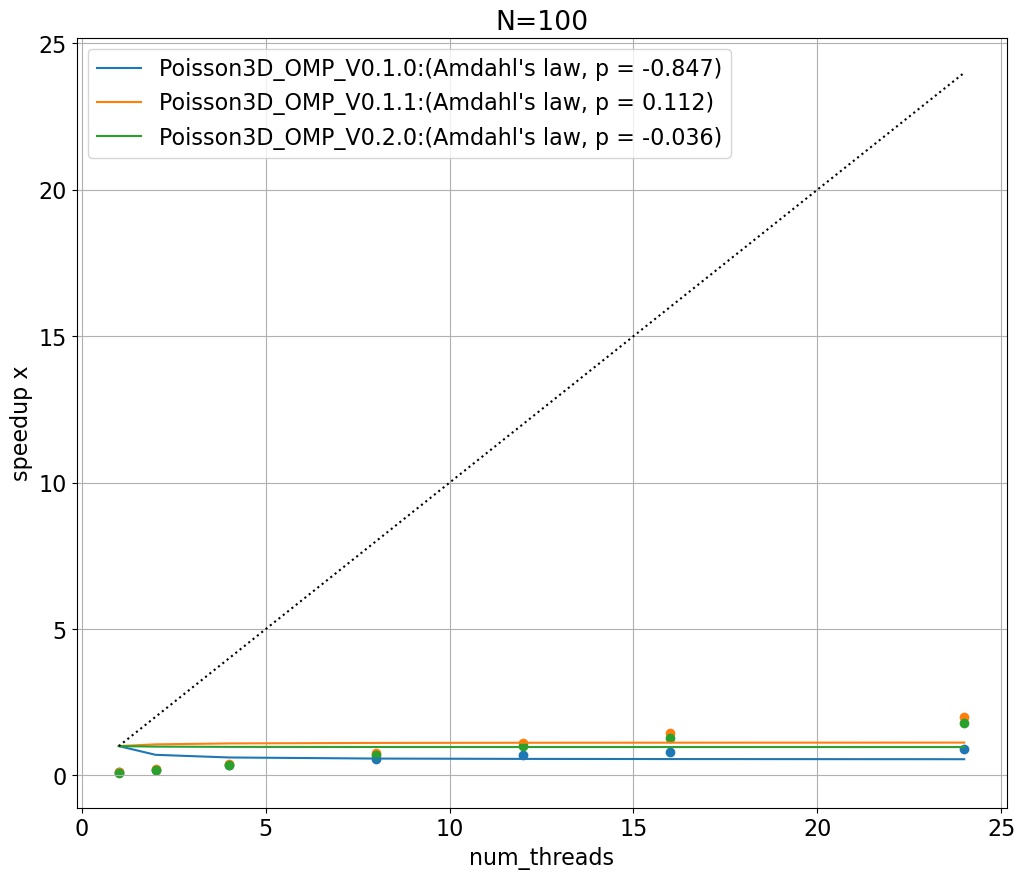 N=100
25
20
15
10
5
0
speedup x
Poisson3D_OMP_V0.1.0:(Amdahl's law, p = -0.847)
Poisson3D_OMP_V0.1.1:(Amdahl's law, p = 0.112)
Poisson3D_OMP_V0.2.0:(Amdahl's law, p = -0.036)
0 5 10 15 20 25
num_threads